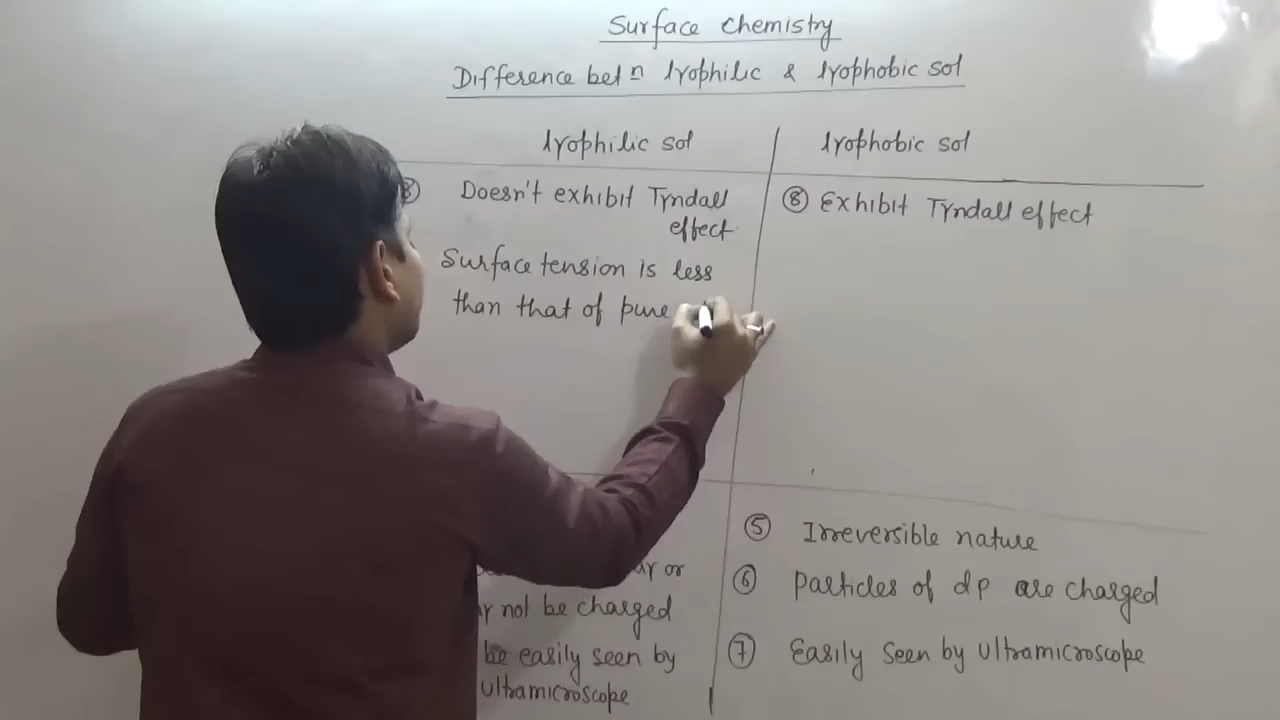 Surface Chemistry
Difference betn lyophilic & lyophobic sol
lyophilic sol
lyophobic sol
⑧ Doesn't exhibit Tyndall
effect
Surface tension is less
than that of pure
⑧ Exhibit Tyndall effect
or
not be charged
be easily seen by
ultramicroscope
⑤ Irreversible nature
⑥ Particles of dp are charged
⑦ Easily seen by ultramicroscope